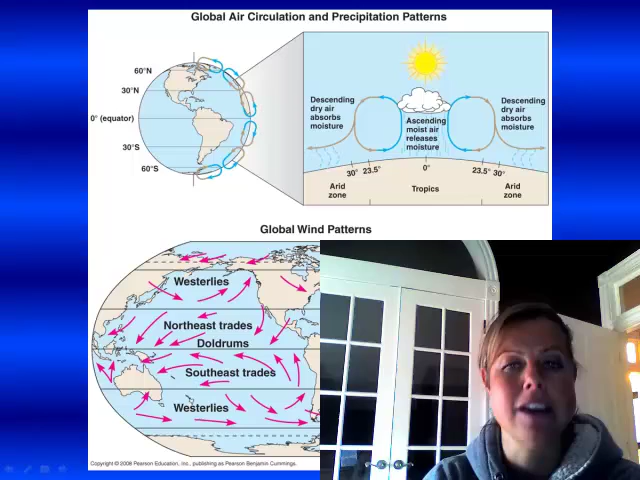 Global Air Circulation and Precipitation Patterns
60°N
30°N
0° (equator)
30°S
60°S
Descending
dry air
absorbs
moisture
Ascending
moist air
releases
moisture
Descending
dry air
absorbs
moisture
30° 23.5° 0° 23.5° 30°
Arid
zone
Tropics
Arid
zone
Global Wind Patterns
Westerlies
Northeast trades
Doldrums
Southeast trades
Westerlies
Copyright © 2008 Pearson Education, Inc., publishing as Pearson Benjamin Cummings.